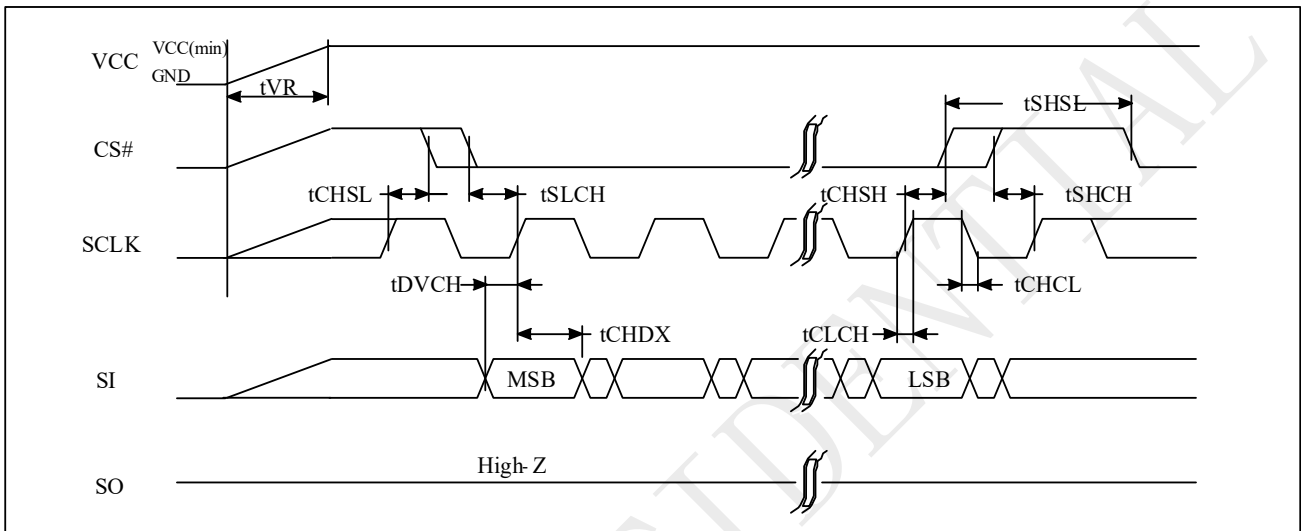 VCC
VCC(min)
GND
tVR
tSHSL
CS#
tCHSL
tSLCH
tCHSH
tSHCH
SCLK
tDVCH
tCHCL
tCHDX
tCLCH
SI
MSB
LSB
High-Z
SO
IDENTIAL